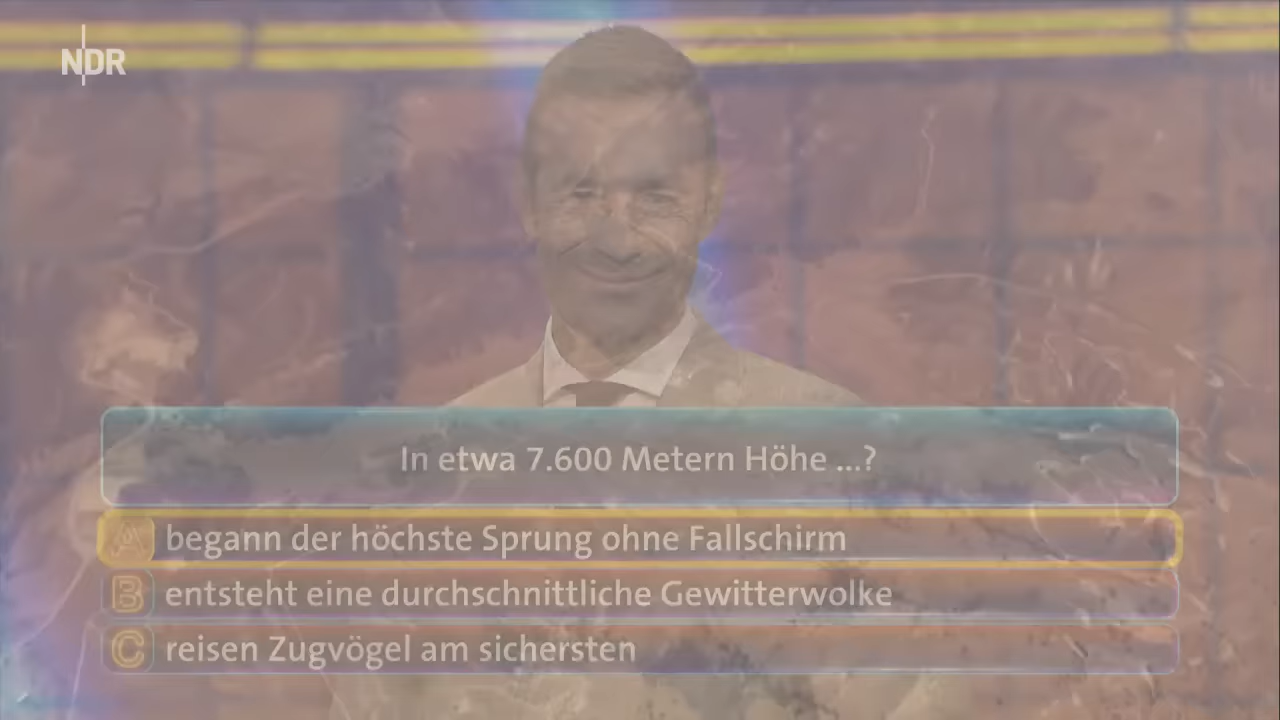 NDR
In etwa 7.600 Metern Höhe ...?
A begann der höchste Sprung ohne Fallschirm
B entsteht eine durchschnittliche Gewitterwolke
C reisen Zugvögel am sichersten